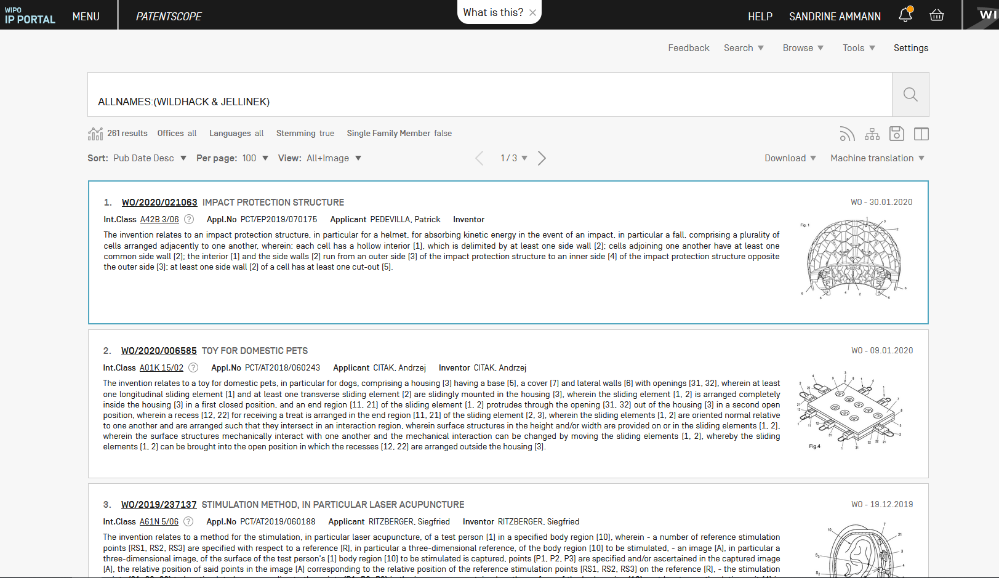 WIPO
IP PORTAL
MENU
PATENTSCOPE
What is this?
HELP
SANDRINE AMMANN
WI
Feedback
Search
Browse
Tools
Settings
ALLNAMES:(WILDHACK & JELLINEK)
261 results Offices all Languages all Stemming true Single Family Member false
Sort: Pub Date Desc Per page: 100 View: All+Image
1 / 3
Download
Machine translation
1. WO/2020/021063 IMPACT PROTECTION STRUCTURE
WO - 30.01.2020
Int.Class A42B 3/06 ? Appl.No PCT/EP2019/070175 Applicant PEDEVILLA, Patrick Inventor
The invention relates to an impact protection structure, in particular for a helmet, for absorbing kinetic energy in the event of an impact, in particular a fall, comprising a plurality of
cells arranged adjacently to one another, wherein: each cell has a hollow interior [1], which is delimited by at least one side wall [2]; cells adjoining one another have at least one
common side wall [2]; the interior [1] and the side walls [2] run from an outer side [3] of the impact protection structure to an inner side [4] of the impact protection structure opposite
the outer side [3]; at least one side wall [2] of a cell has at least one cut-out [5].
Fig. 1
2. WO/2020/006585 TOY FOR DOMESTIC PETS
WO - 09.01.2020
Int.Class A01K 15/02 ? Appl.No PCT/AT2018/060243 Applicant CITAK, Andrzej Inventor CITAK, Andrzej
The invention relates to a toy for domestic pets, in particular for dogs, comprising a housing [3] having a base [5], a cover [7] and lateral walls [6] with openings [31, 32], wherein at least
one longitudinal sliding element [1] and at least one transverse sliding element [2] are slidingly mounted in the housing [3], wherein the sliding element [1, 2] is arranged completely
inside the housing [3] in a first closed position, and an end region [11, 21] of the sliding element [1, 2] protrudes through the opening [31, 32] out of the housing [3] in a second open
position, wherein a recess [12, 22] for receiving a treat is arranged in the end region [11, 21] of the sliding element [2, 3], wherein the sliding elements [1, 2] are oriented normal relative
to one another and are arranged such that they intersect in an interaction region, wherein surface structures in the height and/or width are provided on or in the sliding elements [1, 2],
wherein the surface structures mechanically interact with one another and the mechanical interaction can be changed by moving the sliding elements [1, 2], whereby the sliding
elements [1, 2] can be brought into the open position in which the recesses [12, 22] are arranged outside the housing [3].
Fig.4
3. WO/2019/237137 STIMULATION METHOD, IN PARTICULAR LASER ACUPUNCTURE
WO - 19.12.2019
Int.Class A61N 5/06 ? Appl.No PCT/AT2019/060188 Applicant RITZBERGER, Siegfried Inventor RITZBERGER, Siegfried
The invention relates to a method for the stimulation, in particular laser acupuncture, of a test person [1] in a specified body region [10], wherein - a number of reference stimulation
points [RS1, RS2, RS3] are specified with respect to a reference [R], in particular a three-dimensional reference, of the body region [10] to be stimulated, - an image [A], in particular a
three-dimensional image, of the surface of the test person's [1] body region [10] to be stimulated is captured, points [P1, P2, P3] are specified and/or ascertained in the captured image
[A], the relative position of said points in the image [A] corresponding to the relative position of the reference stimulation points [RS1, RS2, RS3] on the reference [R], - the stimulation